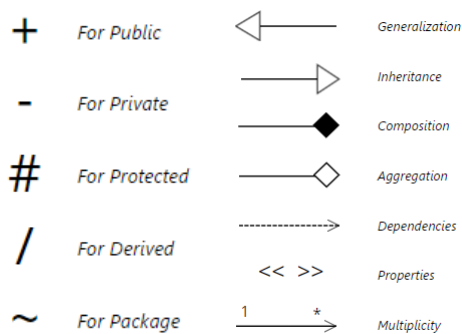 + For Public
- For Private
# For Protected
/ For Derived
~ For Package
Generalization
Inheritance
Composition
Aggregation
Dependencies
<< >> Properties
1 * Multiplicity